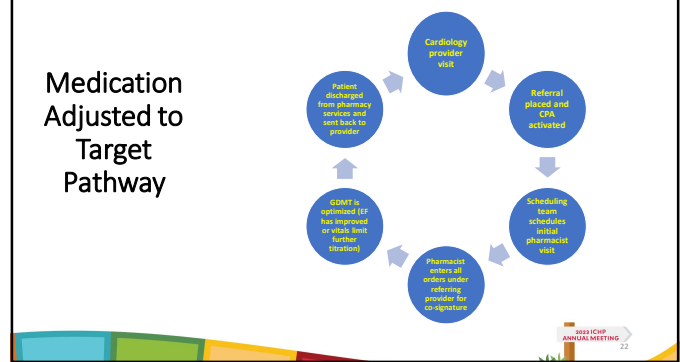 Medication
Adjusted to
Target
Pathway
Cardiology
provider
visit
Referral
placed and
CPA
activated
Scheduling
team
schedules
initial
pharmacist
visit
Pharmacist
enters all
orders under
referring
provider for
co-signature
GDMT is
optimized (EF
has improved
or vitals limit
further
titration)
Patient
discharged
from pharmacy
services and
sent back to
provider
2023 ICHP
ANNUAL MEETING
22